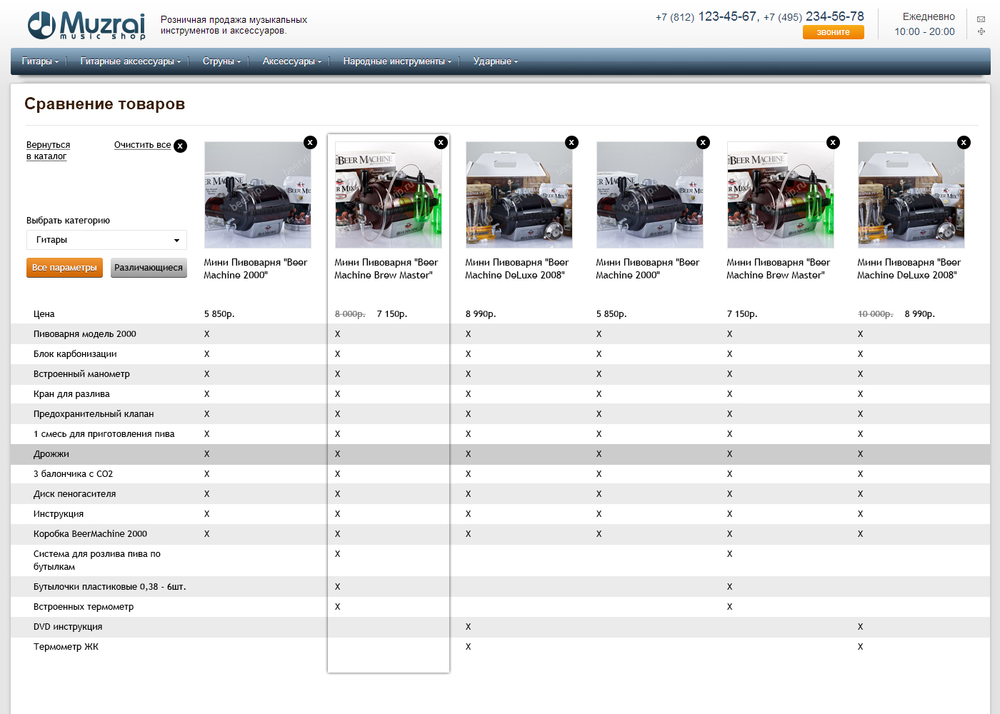 Muzrai
music shop
Розничная продажа музыкальных
инструментов и аксессуаров.
+7 (812) 123-45-67, +7 (495) 234-56-78
звоните
Ежедневно
10:00 - 20:00
Гитары Гитарные аксессуары Струны Аксессуары Народные инструменты Ударные
Сравнение товаров
Вернуться
в каталог
Очистить все x
Выбрать категорию
Гитары
Все параметры Различающиеся
x x x x x x
Мини Пивоварня "Beer
Machine 2000"
Мини Пивоварня "Beer
Machine Brew Master"
Мини Пивоварня "Beer
Machine DeLuxe 2008"
Мини Пивоварня "Beer
Machine 2000"
Мини Пивоварня "Beer
Machine Brew Master"
Мини Пивоварня "Beer
Machine DeLuxe 2008"
Цена 5 850р. 8 000р. 7 150р. 8 990р. 5 850р. 7 150р. 10 000р. 8 990р.
Пивоварня модель 2000 X X X X X X
Блок карбонизации X X X X X X
Встроенный манометр X X X X X X
Кран для разлива X X X X X X
Предохранительный клапан X X X X X X
1 смесь для приготовления пива X X X X X X
Дрожжи X X X X X X
3 балончика с CO2 X X X X X X
Диск пеногасителя X X X X X X
Инструкция X X X X X X
Коробка BeerMachine 2000 X X X X X X
Система для розлива пива по X X
бутылкам
Бутылочки пластиковые 0,38 - 6шт. X X
Встроенных термометр X X
DVD инструкция X X
Термометр ЖК X X